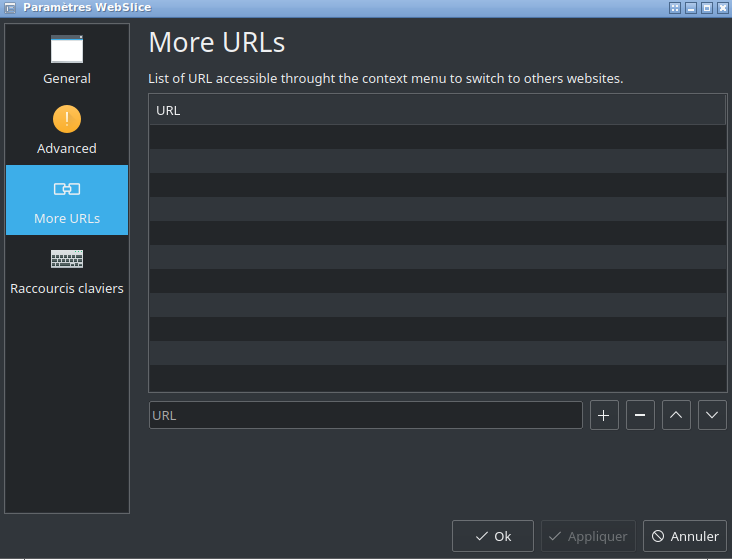 Paramètres WebSlice
General
Advanced
More URLs
Raccourcis claviers
More URLs
List of URL accessible throught the context menu to switch to others websites.
URL
URL
Ok
Appliquer
Annuler